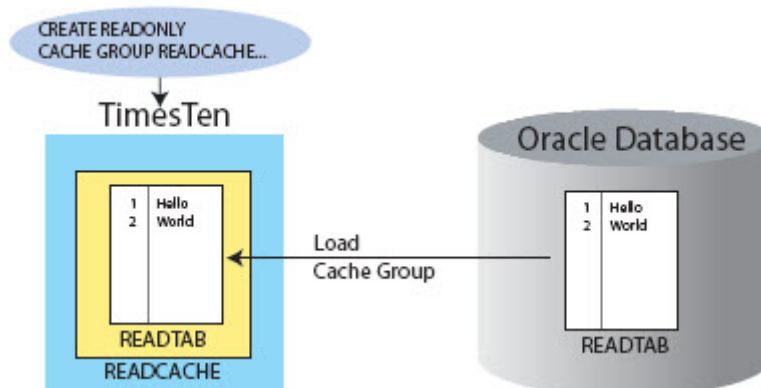 CREATE READONLY
CACHE GROUP READCACHE...
TimesTen
1 Hello
2 World
READTAB
READCACHE
Load
Cache Group
Oracle Database
1 Hello
2 World
READTAB